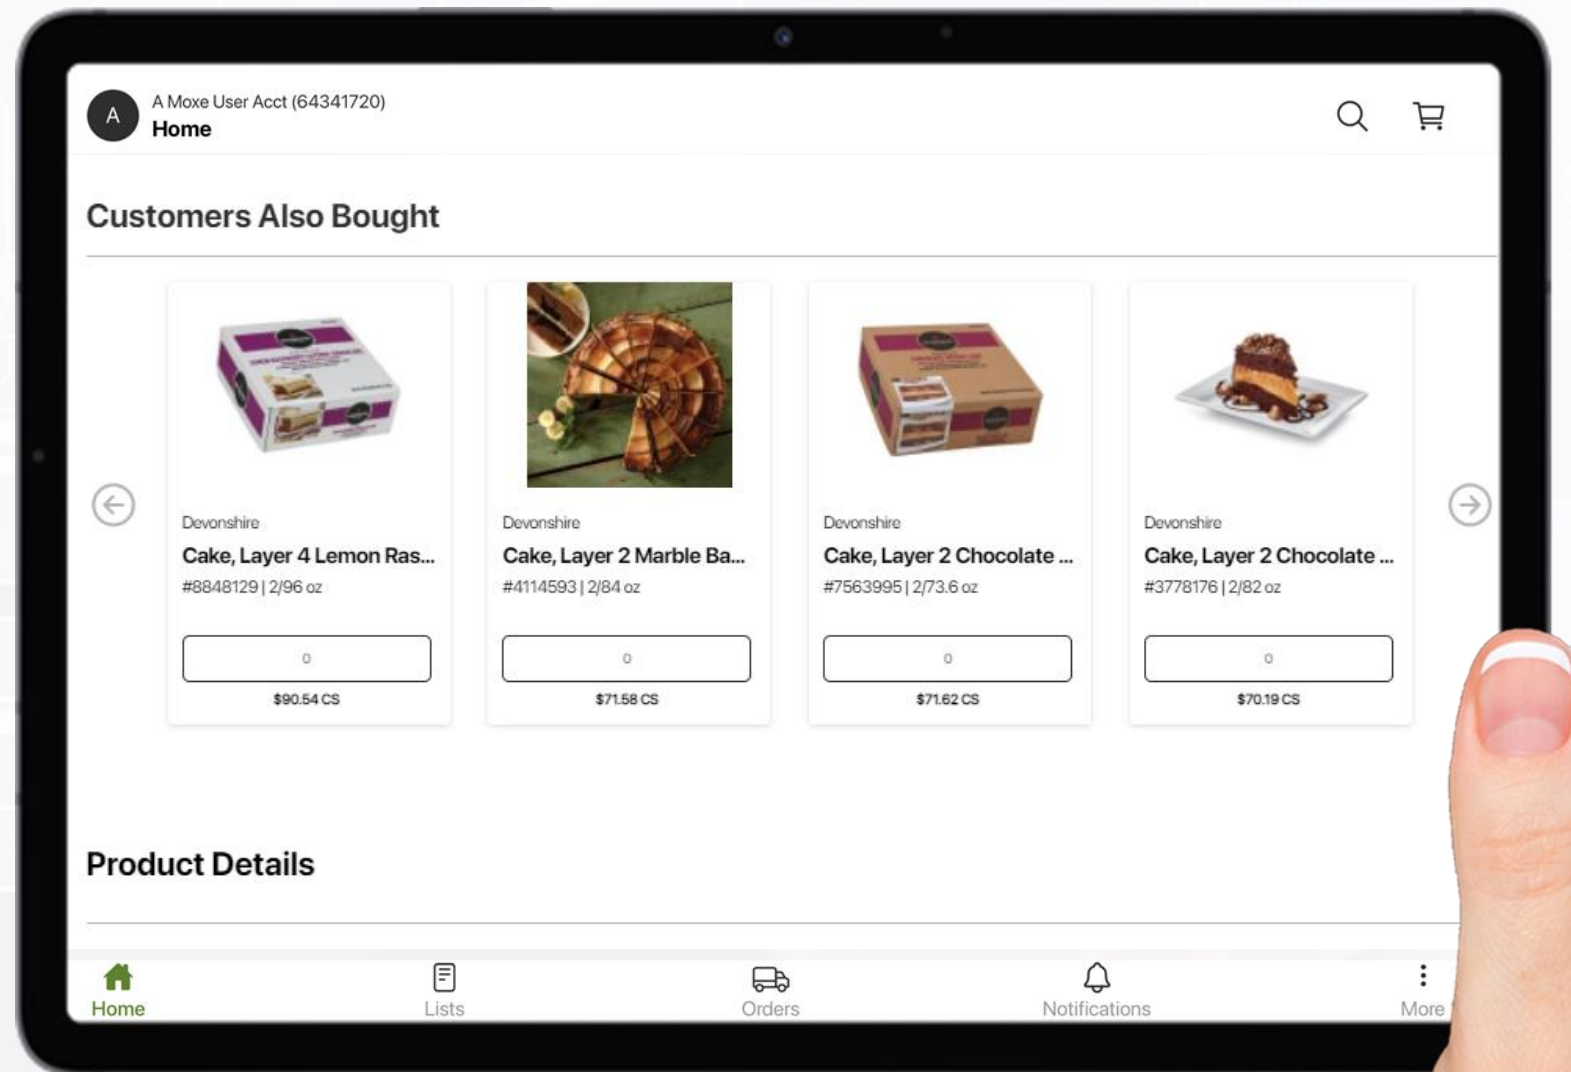 A
A Moxe User Acct (64341720)
Home
Customers Also Bought
Devonshire
Cake, Layer 4 Lemon Ras...
#8848129 | 2/96 oz
0
$90.54 CS
Devonshire
Cake, Layer 2 Marble Ba...
#4114593 | 2/84 oz
0
$71.58 CS
Devonshire
Cake, Layer 2 Chocolate ...
#7563995 | 2/73.6 oz
0
$71.62 CS
Devonshire
Cake, Layer 2 Chocolate ...
#3778176 | 2/82 oz
0
$70.19 CS
Product Details
Home
Lists
Orders
Notifications
More